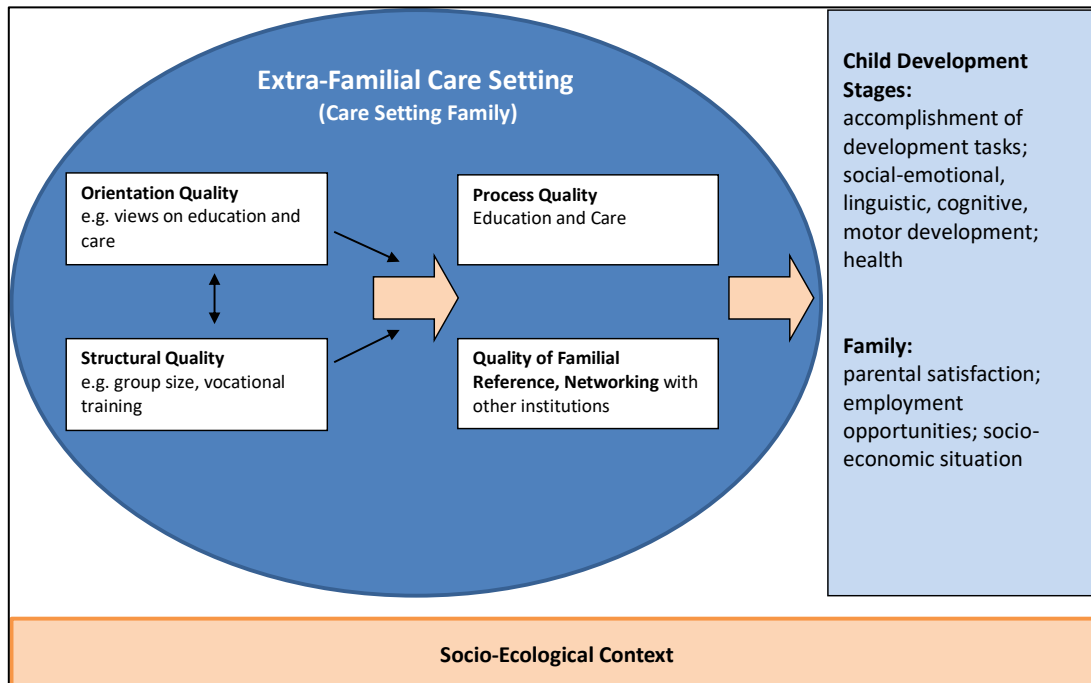 Extra-Familial Care Setting
(Care Setting Family)
Orientation Quality
e.g. views on education and
care
Process Quality
Education and Care
Structural Quality
e.g. group size, vocational
training
Quality of Familial
Reference, Networking with
other institutions
Child Development
Stages:
accomplishment of
development tasks;
social-emotional,
linguistic, cognitive,
motor development;
health
Family:
parental satisfaction;
employment
opportunities; socio-
economic situation
Socio-Ecological Context